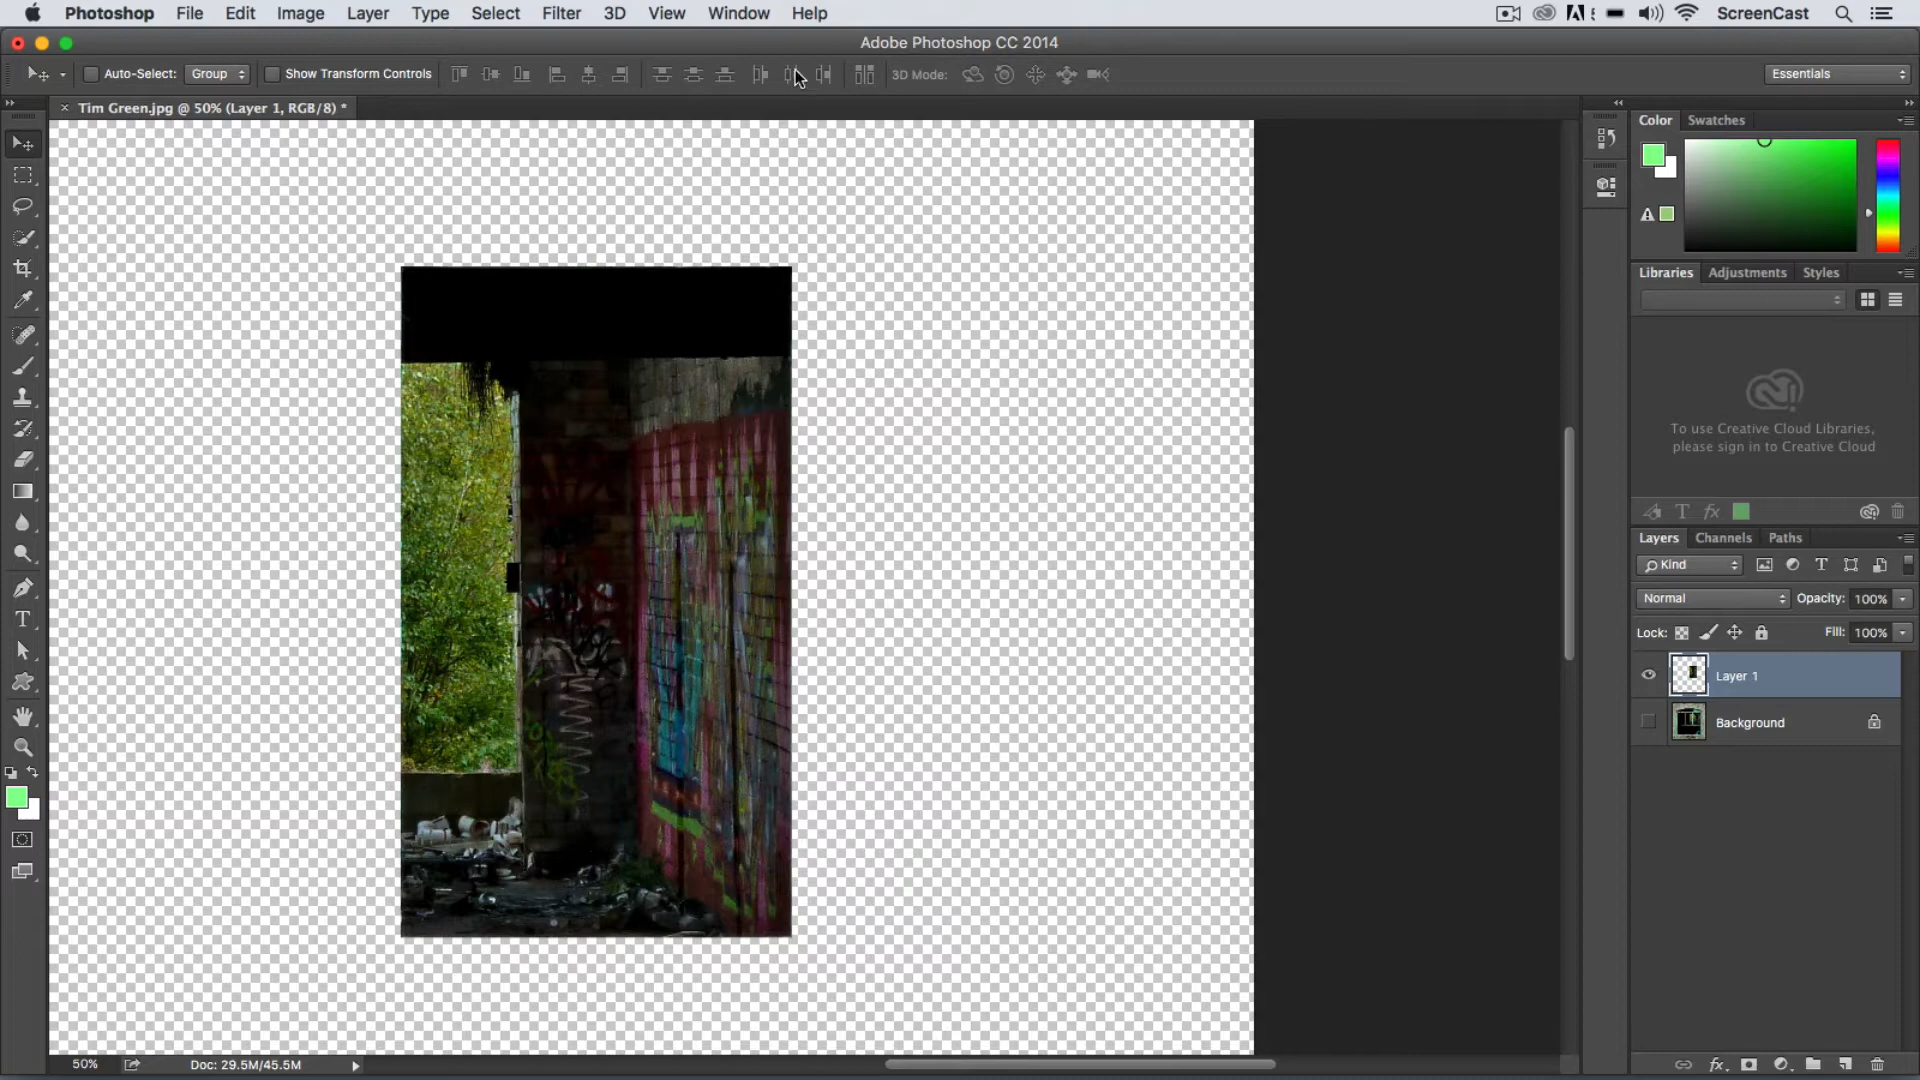 Photoshop File Edit Image Layer Type Select Filter 3D View Window Help ScreenCast
Adobe Photoshop CC 2014
Auto-Select: Group Show Transform Controls 3D Mode: Essentials
Tim Green.jpg @ 50% (Layer 1, RGB/8) *
Color Swatches
Libraries Adjustments Styles
To use Creative Cloud Libraries,
please sign in to Creative Cloud
Layers Channels Paths
Kind
Normal Opacity: 100%
Lock: Fill: 100%
Layer 1
Background
50% Doc: 29.5M/45.5M